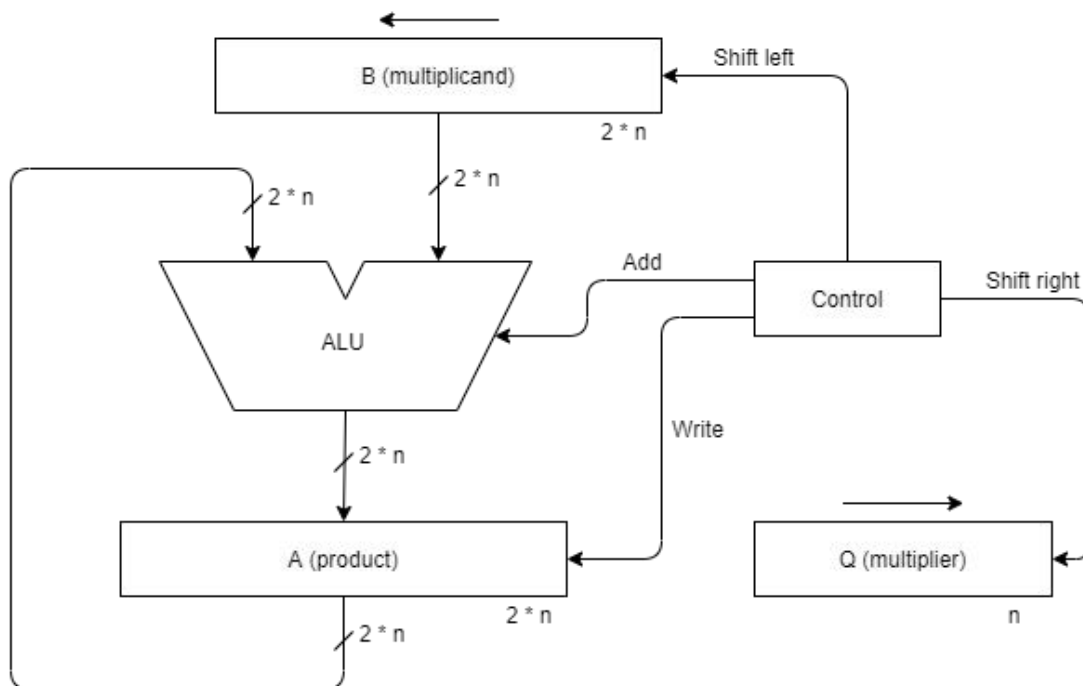 B (multiplicand)
Shift left
2 * n
2 * n
2 * n
Add
Control
Shift right
ALU
Write
2 * n
A (product)
Q (multiplier)
2 * n
n
2 * n